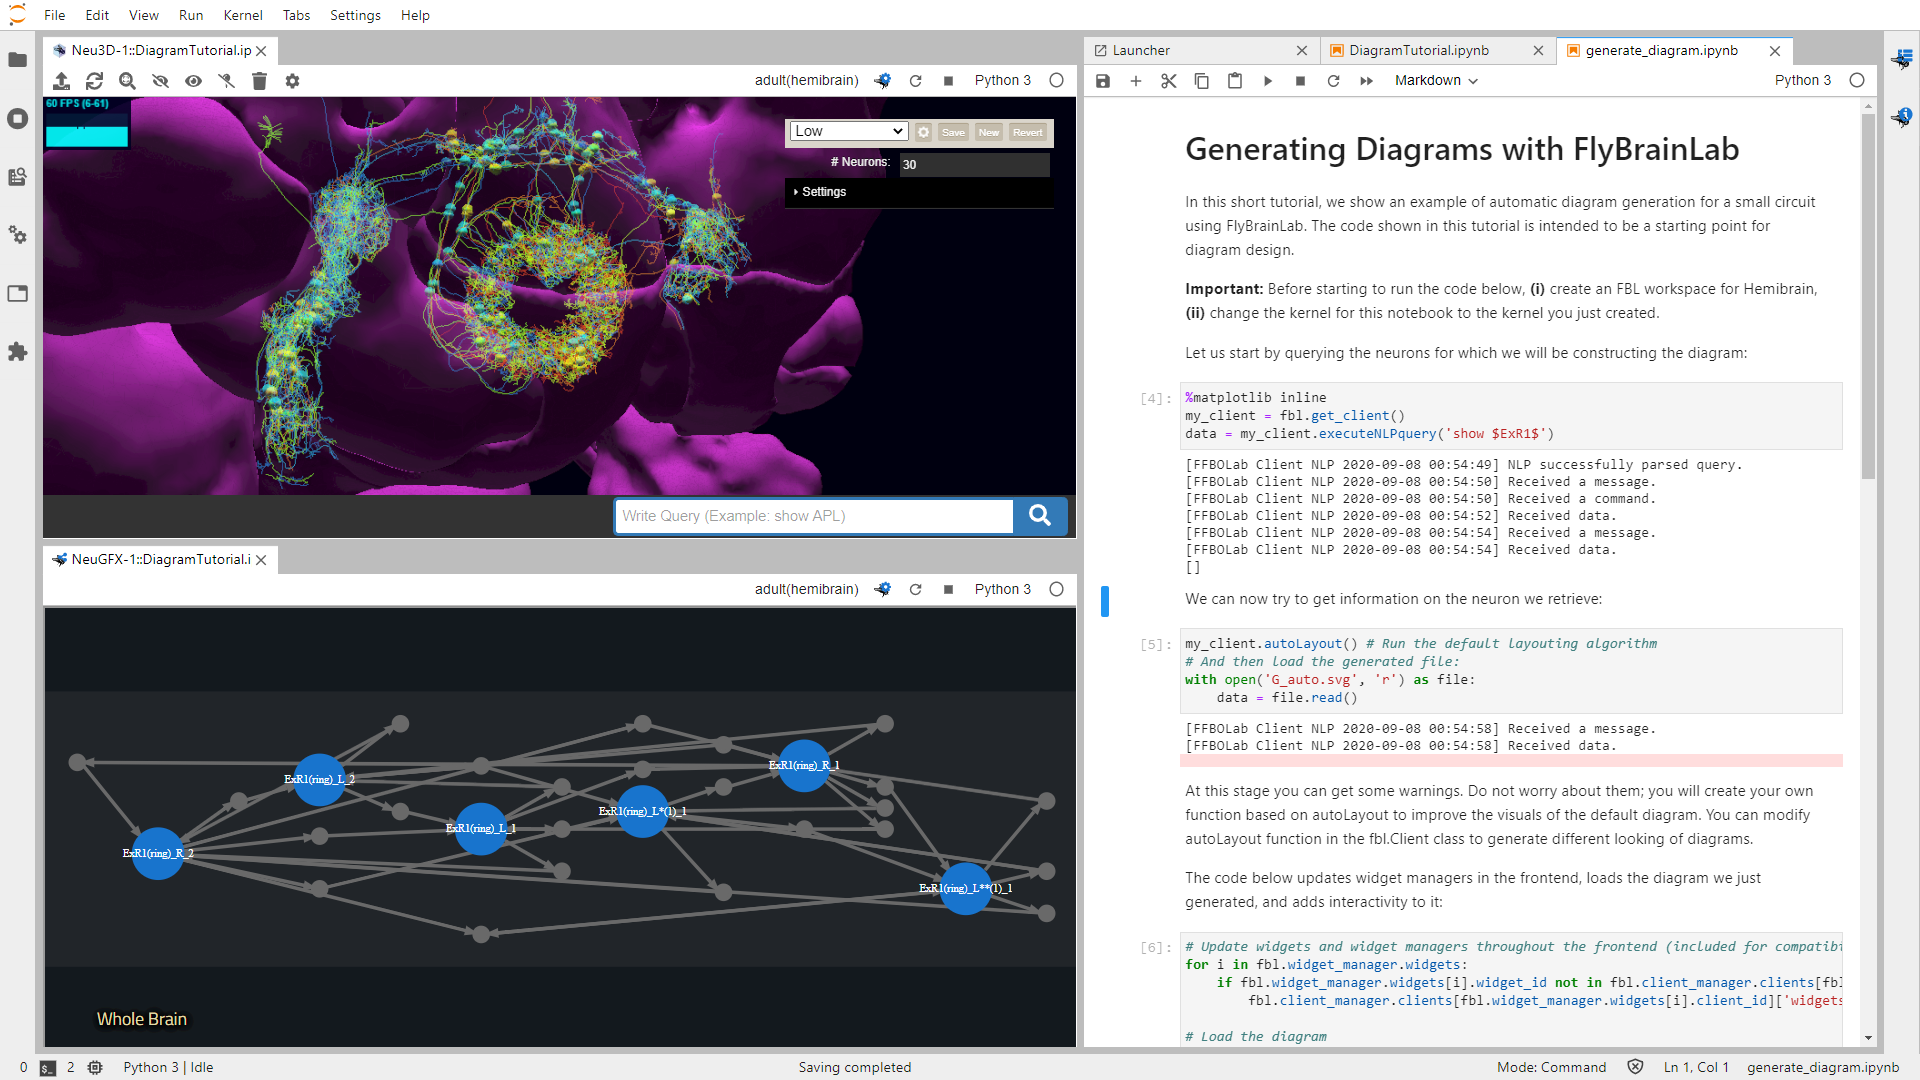 File Edit View Run Kernel Tabs Settings Help
Neu3D-1::DiagramTutorial.ip
adult(hemibrain) Python 3
60 FPS (6-61)
Low Save New Revert
# Neurons: 30
Settings
Write Query (Example: show APL)
NeuGFX-1::DiagramTutorial.i
adult(hemibrain) Python 3
ExR1(ring)_R_1
ExR1(ring)_L_2
ExR1(ring)_L*(1)_1
ExR1(ring)_L_1
ExR1(ring)_R_2
ExR1(ring)_L**(1)_1
Whole Brain
Launcher DiagramTutorial.ipynb generate_diagram.ipynb
Markdown Python 3
Generating Diagrams with FlyBrainLab
In this short tutorial, we show an example of automatic diagram generation for a small circuit
using FlyBrainLab. The code shown in this tutorial is intended to be a starting point for
diagram design.
Important: Before starting to run the code below, (i) create an FBL workspace for Hemibrain,
(ii) change the kernel for this notebook to the kernel you just created.
Let us start by querying the neurons for which we will be constructing the diagram:
[4]: %matplotlib inline
my_client = fbl.get_client()
data = my_client.executeNLPquery('show $ExR1$')
[FFBOLab Client NLP 2020-09-08 00:54:49] NLP successfully parsed query.
[FFBOLab Client NLP 2020-09-08 00:54:50] Received a message.
[FFBOLab Client NLP 2020-09-08 00:54:50] Received a command.
[FFBOLab Client NLP 2020-09-08 00:54:52] Received data.
[FFBOLab Client NLP 2020-09-08 00:54:54] Received a message.
[FFBOLab Client NLP 2020-09-08 00:54:54] Received data.
[]
We can now try to get information on the neuron we retrieve:
[5]: my_client.autoLayout() # Run the default layouting algorithm
# And then load the generated file:
with open('G_auto.svg', 'r') as file:
data = file.read()
[FFBOLab Client NLP 2020-09-08 00:54:58] Received a message.
[FFBOLab Client NLP 2020-09-08 00:54:58] Received data.
At this stage you can get some warnings. Do not worry about them; you will create your own
function based on autoLayout to improve the visuals of the default diagram. You can modify
autoLayout function in the fbl.Client class to generate different looking of diagrams.
The code below updates widget managers in the frontend, loads the diagram we just
generated, and adds interactivity to it:
[6]: # Update widgets and widget managers throughout the frontend (included for compatibi
for i in fbl.widget_manager.widgets:
if fbl.widget_manager.widgets[i].widget_id not in fbl.client_manager.clients[fbl
fbl.client_manager.clients[fbl.widget_manager.widgets[i].client_id]['widgets
# Load the diagram
0 2 Python 3 | Idle Saving completed Mode: Command Ln 1, Col 1 generate_diagram.ipynb